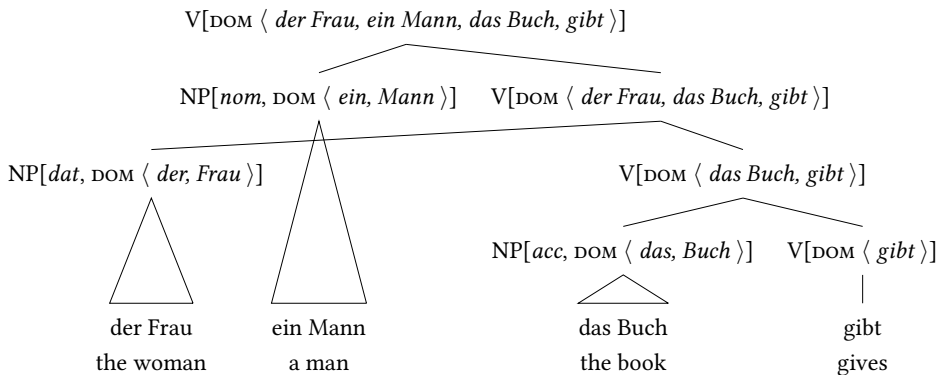 V[DOM ⟨ der Frau, ein Mann, das Buch, gibt ⟩]
NP[nom, DOM ⟨ ein, Mann ⟩] V[DOM ⟨ der Frau, das Buch, gibt ⟩]
NP[dat, DOM ⟨ der, Frau ⟩] V[DOM ⟨ das Buch, gibt ⟩]
NP[acc, DOM ⟨ das, Buch ⟩] V[DOM ⟨ gibt ⟩]
der Frau ein Mann das Buch gibt
the woman a man the book gives